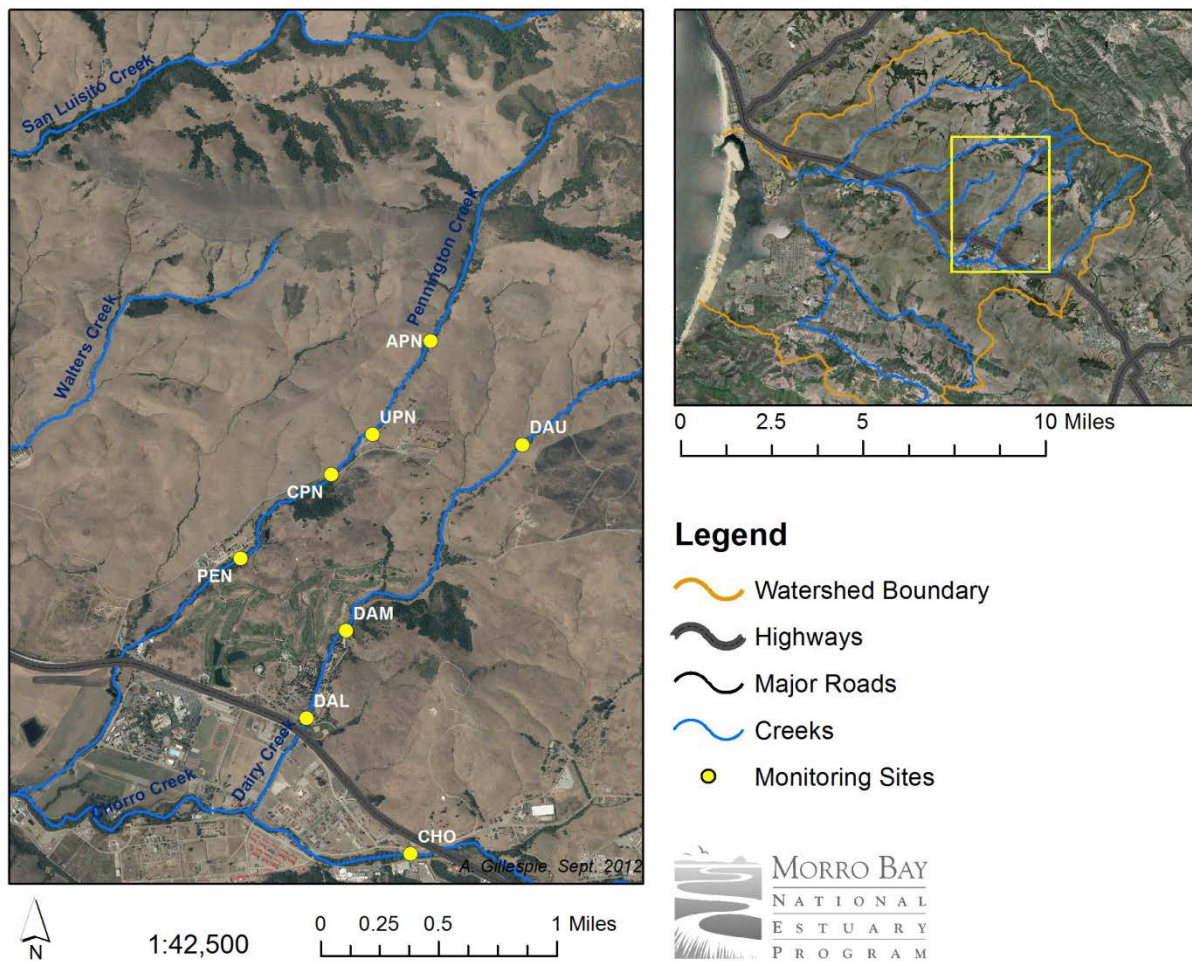 San Luisito Creek
Pennington Creek
Walters Creek
APN
UPN
DAU
CPN
PEN
DAM
DAL
Dairy Creek
Chorro Creek
CHO
A. Gillespie, Sept. 2012
N
1:42,500
0 0.25 0.5 1 Miles
0 2.5 5 10 Miles
Legend
Watershed Boundary
Highways
Major Roads
Creeks
Monitoring Sites
MORRO BAY
NATIONAL
ESTUARY
PROGRAM